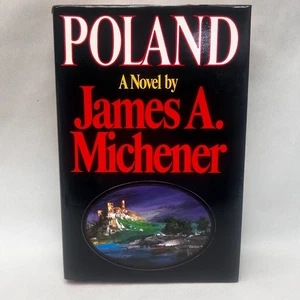 POLAND
A Novel by
James A.
Michener